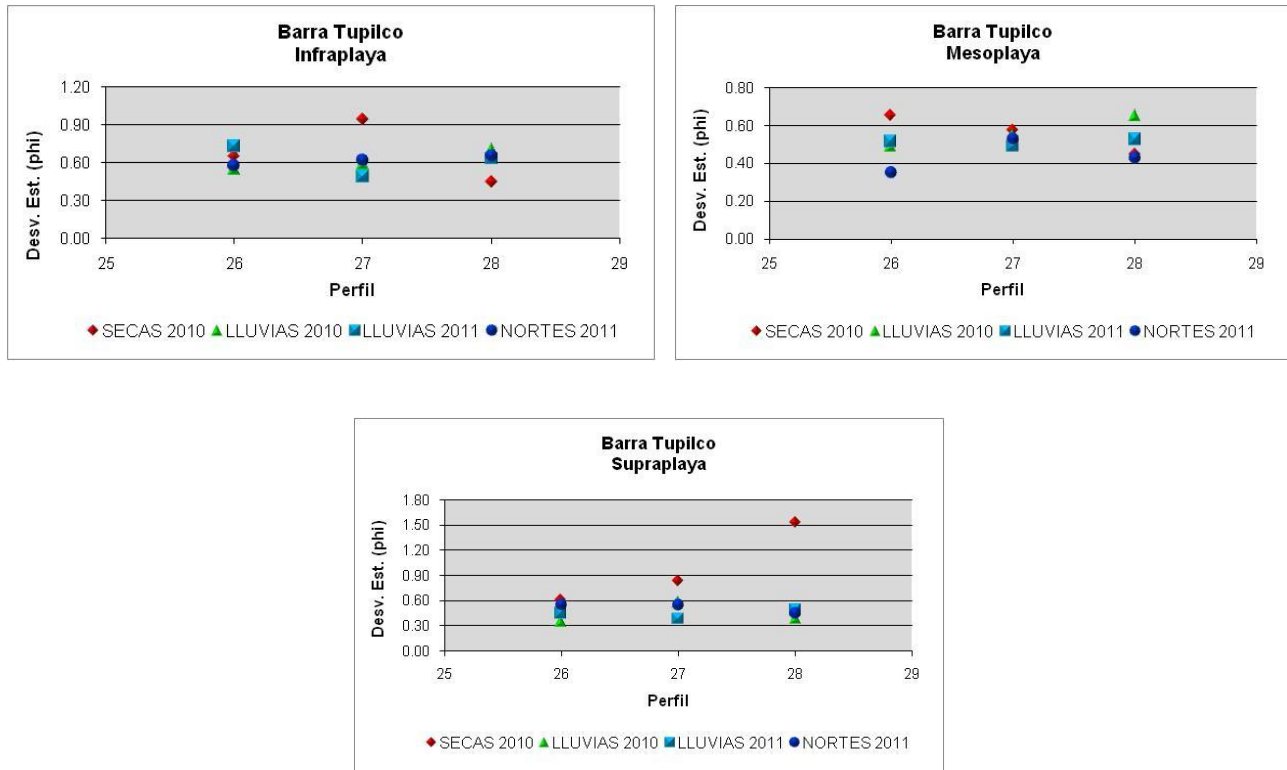 Barra Tupilco
Infraplaya
Desv. Est. (phi)
1.20
0.90
0.60
0.30
0.00
25 26 27 28 29
Perfil
SECAS 2010 LLUVIAS 2010 LLUVIAS 2011 NORTES 2011
Barra Tupilco
Mesoplaya
Desv. Est. (phi)
0.80
0.60
0.40
0.20
0.00
25 26 27 28 29
Perfil
SECAS 2010 LLUVIAS 2010 LLUVIAS 2011 NORTES 2011
Barra Tupilco
Supraplaya
Desv. Est. (phi)
1.80
1.50
1.20
0.90
0.60
0.30
0.00
25 26 27 28 29
Perfil
SECAS 2010 LLUVIAS 2010 LLUVIAS 2011 NORTES 2011